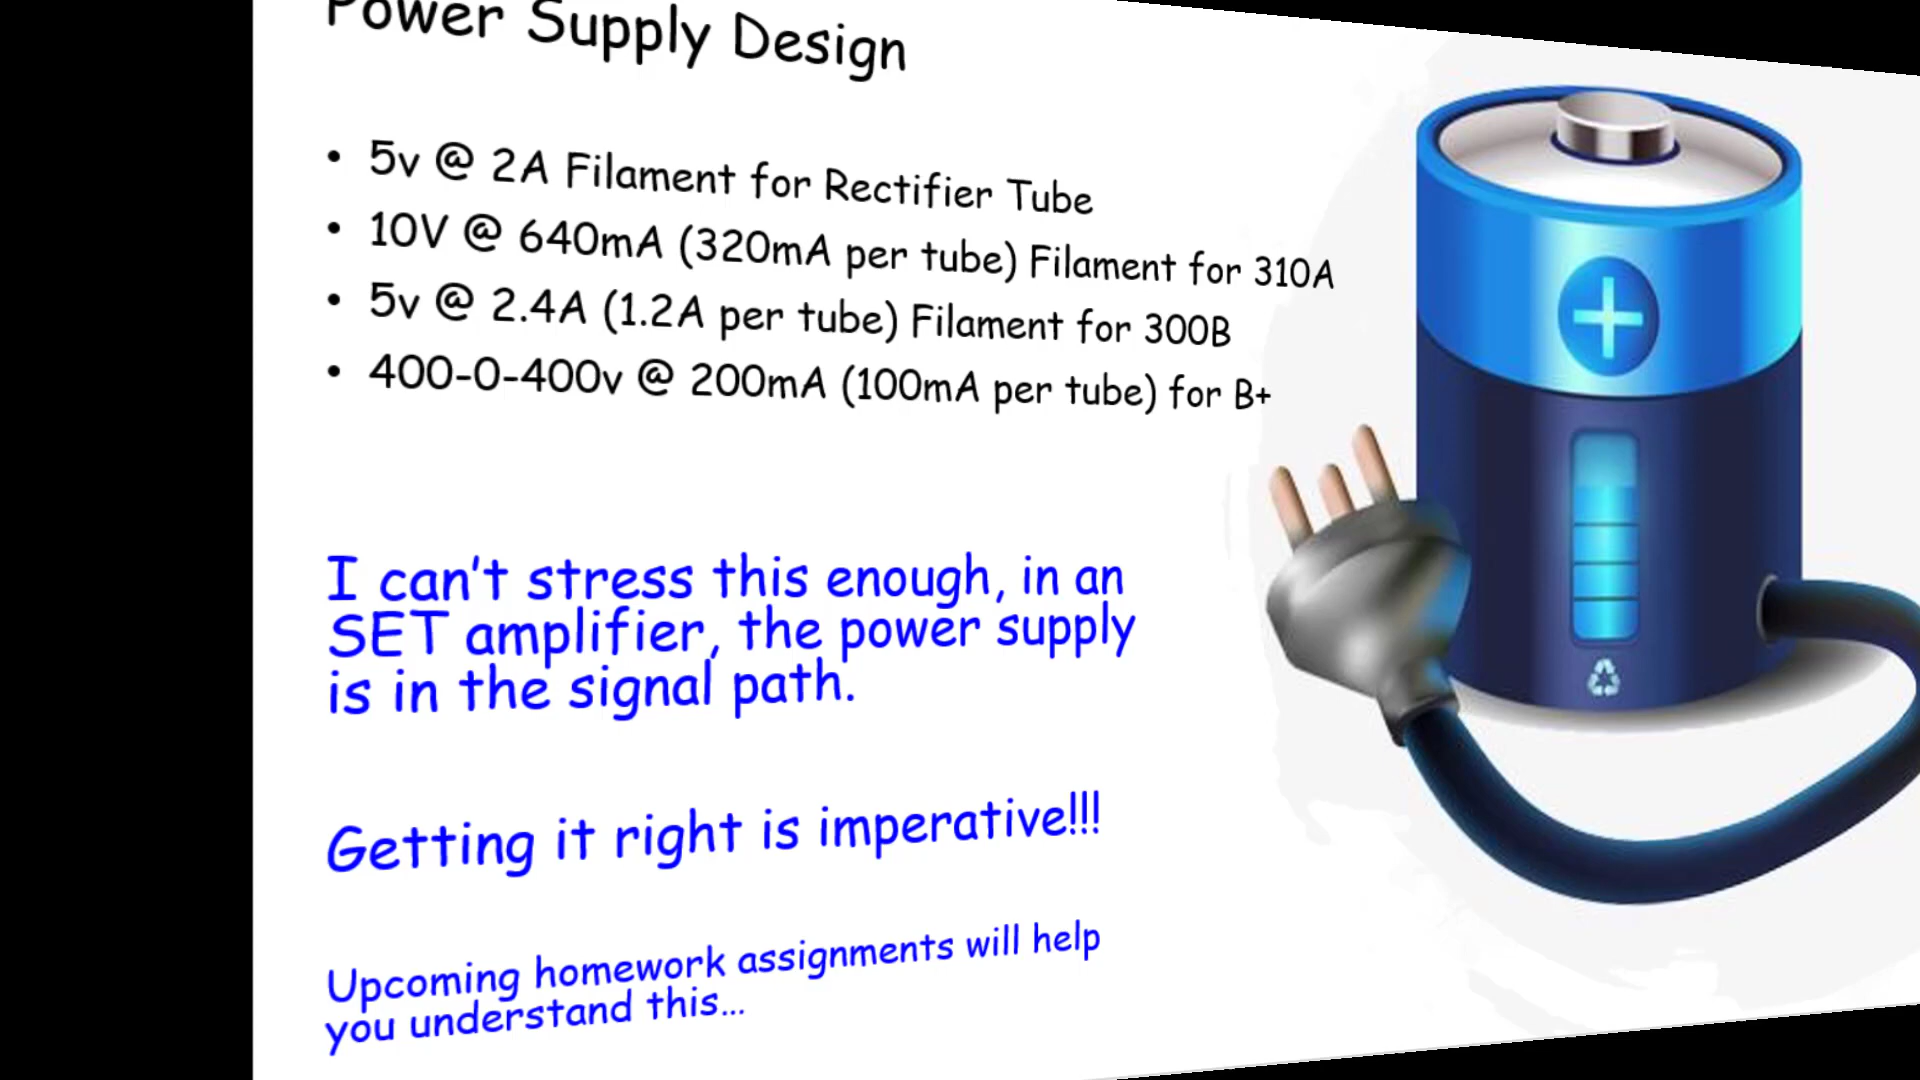 Power Supply Design
• 5v @ 2A Filament for Rectifier Tube
• 10V @ 640mA (320mA per tube) Filament for 310A
• 5v @ 2.4A (1.2A per tube) Filament for 300B
• 400-0-400v @ 200mA (100mA per tube) for B+
I can't stress this enough, in an
SET amplifier, the power supply
is in the signal path.
Getting it right is imperative!!!
Upcoming homework assignments will help
you understand this...